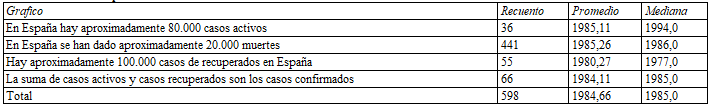 Grafico Recuento Promedio Mediana
En España hay aproximadamente 80.000 casos activos 36 1985,11 1994,0
En España se han dado aproximadamente 20.000 muertes 441 1985,26 1986,0
Hay aproximadamente 100.000 casos de recuperados en España 55 1980,27 1977,0
La suma de casos activos y casos recuperados son los casos confirmados 66 1984,11 1985,0
Total 598 1984,66 1985,0